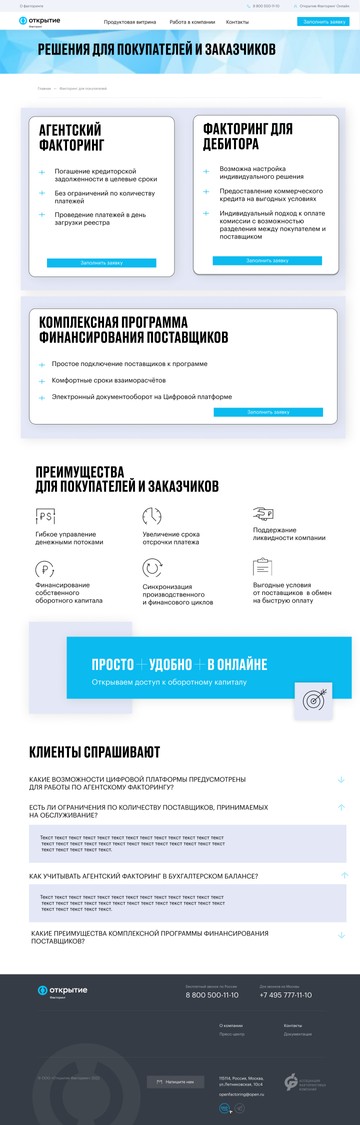 О факторинге
8 800 500-11-10
Открытие Факторинг Онлайн
открытие
Факторинг
Продуктовая витрина
Работа в компании
Контакты
Заполнить заявку
РЕШЕНИЯ ДЛЯ ПОКУПАТЕЛЕЙ И ЗАКАЗЧИКОВ
Главная
Факторинг для покупателей
АГЕНТСКИЙ
ФАКТОРИНГ
Погашение кредиторской
задолженности в целевые сроки
Без ограничений по количеству
платежей
Проведение платежей в день
загрузки реестра
Заполнить заявку
ФАКТОРИНГ ДЛЯ
ДЕБИТОРА
Возможна настройка
индивидуального решения
Предоставление коммерческого
кредита на выгодных условиях
Индивидуальный подход к оплате
комиссии с возможностью
разделения между покупателем и
поставщиком
Заполнить заявку
КОМПЛЕКСНАЯ ПРОГРАММА
ФИНАНСИРОВАНИЯ ПОСТАВЩИКОВ
Простое подключение поставщиков к программе
Комфортные сроки взаиморасчётов
Электронный документооборот на Цифровой платформе
Заполнить заявку
ПРЕИМУЩЕСТВА
ДЛЯ ПОКУПАТЕЛЕЙ И ЗАКАЗЧИКОВ
Гибкое управление
денежными потоками
Увеличение срока
отсрочки платежа
Поддержание
ликвидности компании
Финансирование
собственного
оборотного капитала
Синхронизация
производственного
и финансового циклов
Выгодные условия
от поставщиков в обмен
на быструю оплату
ПРОСТО + УДОБНО + В ОНЛАЙНЕ
Открываем доступ к оборотному капиталу
КЛИЕНТЫ СПРАШИВАЮТ
КАКИЕ ВОЗМОЖНОСТИ ЦИФРОВОЙ ПЛАТФОРМЫ ПРЕДУСМОТРЕНЫ
ДЛЯ РАБОТЫ ПО АГЕНТСКОМУ ФАКТОРИНГУ?
ЕСТЬ ЛИ ОГРАНИЧЕНИЯ ПО КОЛИЧЕСТВУ ПОСТАВЩИКОВ, ПРИНИМАЕМЫХ
НА ОБСЛУЖИВАНИЕ?
Текст текст текст текст текст текст текст текст текст текст текст
текст текст текст текст текст текст текст текст текст текст текст
текст текст текст текст текст.
КАК УЧИТЫВАТЬ АГЕНТСКИЙ ФАКТОРИНГ В БУХГАЛТЕРСКОМ БАЛАНСЕ?
Текст текст текст текст текст текст текст текст текст текст текст
текст текст текст текст текст текст текст текст текст текст текст
текст текст текст текст текст.
КАКИЕ ПРЕИМУЩЕСТВА КОМПЛЕКСНОЙ ПРОГРАММЫ ФИНАНСИРОВАНИЯ
ПОСТАВЩИКОВ?
открытие
Факторинг
Бесплатный звонок по России
8 800 500-11-10
Для звонков из Москвы
+7 495 777-11-10
О компании
Контакты
Пресс-центр
Документация
Напишите нам
115114, Россия, Москва,
ул.Летниковская, 10с4
openfactoring@open.ru